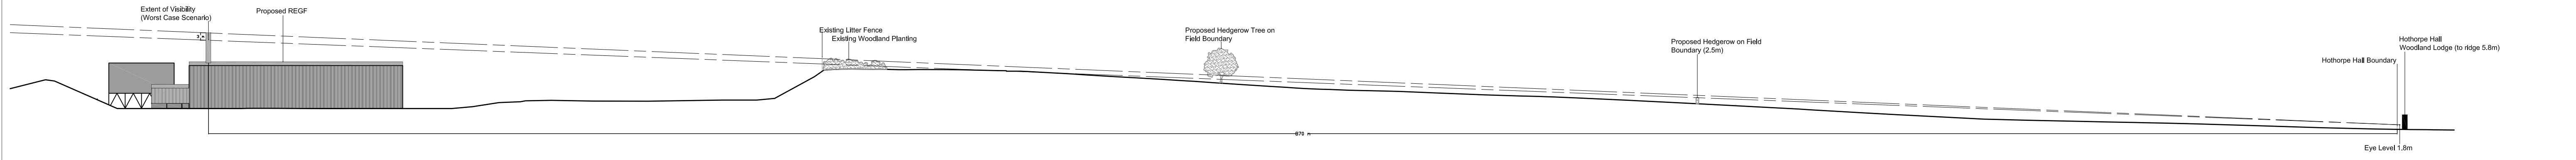 Extent of Visibility
(Worst Case Scenario)
Proposed REGF
Existing Litter Fence
Existing Woodland Planting
Proposed Hedgerow Tree on
Field Boundary
Proposed Hedgerow on Field
Boundary (2.5m)
Hothorpe Hall Boundary
Hothorpe Hall
Woodland Lodge (to ridge 5.8m)
Eye Level 1.8m